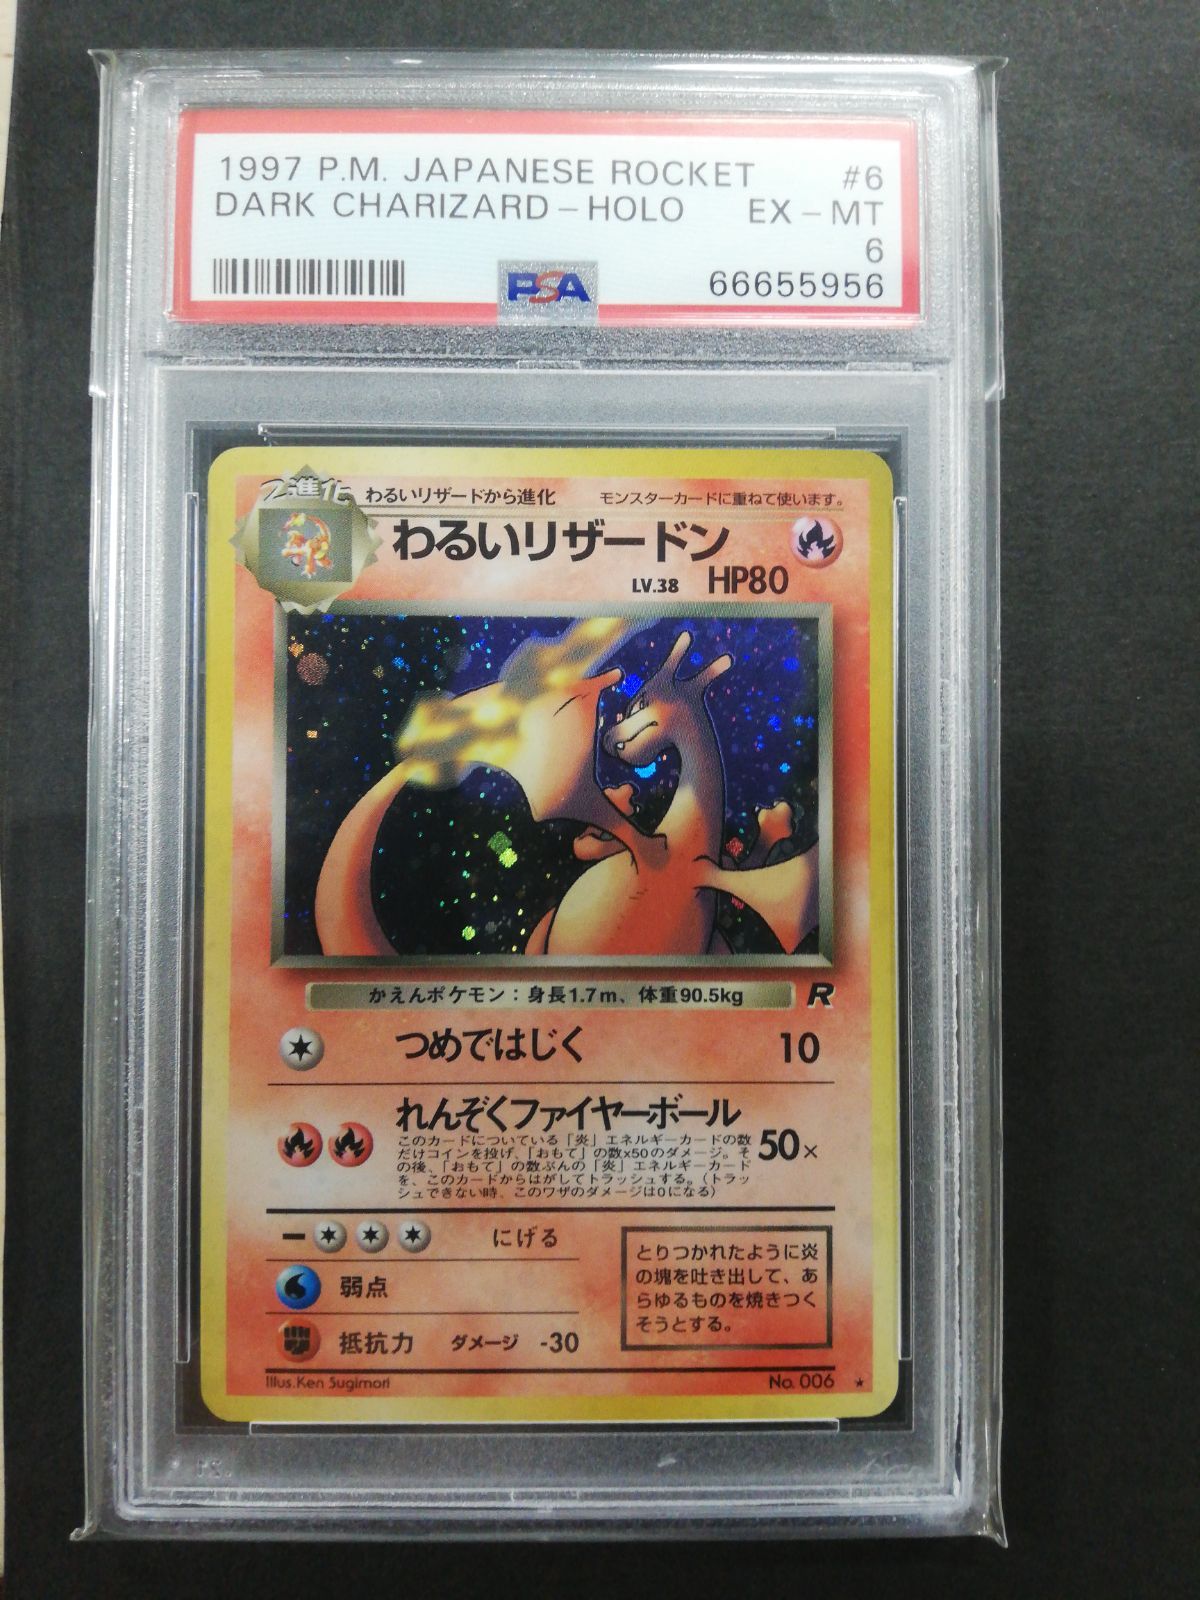 1997 P.M. JAPANESE ROCKET #6
DARK CHARIZARD-HOLO EX-MT
6
PSA 66655956
2進化 わるいリザードから進化 モンスターカードに重ねて使います。
わるいリザードン
LV.38 HP80
かえんポケモン：身長1.7m、体重90.5kg R
つめではじく 10
れんぞくファイヤーボール
このカードについている「炎」エネルギーカードの数
だけコインを投げ、「おもて」の数x50のダメージ。そ
の後、「おもて」の数ぶんの「炎」エネルギーカード
を、このカードからはがしてトラッシュする。（トラッ
シュできない時、このワザのダメージは0になる）
50×
にげる
弱点
抵抗力 ダメージ -30
とりつかれたように炎
の塊を吐き出して、あ
らゆるものを焼きつく
そうとする。
Illus.Ken Sugimori No. 006 ★